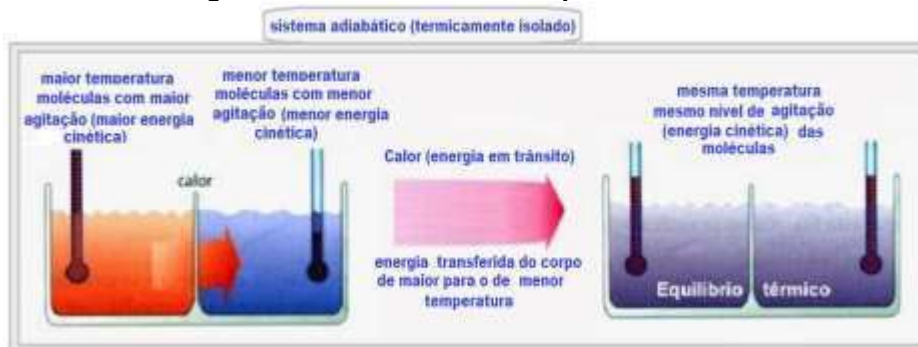 sistema adiabático (termicamente isolado)
maior temperatura
moléculas com maior
agitação (maior energia
cinética)
menor temperatura
moléculas com menor
agitação (menor energia
cinética)
calor
Calor (energia em trânsito)
energia transferida do corpo
de maior para o de menor
temperatura
mesma temperatura
mesmo nível de agitação
(energia cinética) das
moléculas
Equilíbrio térmico